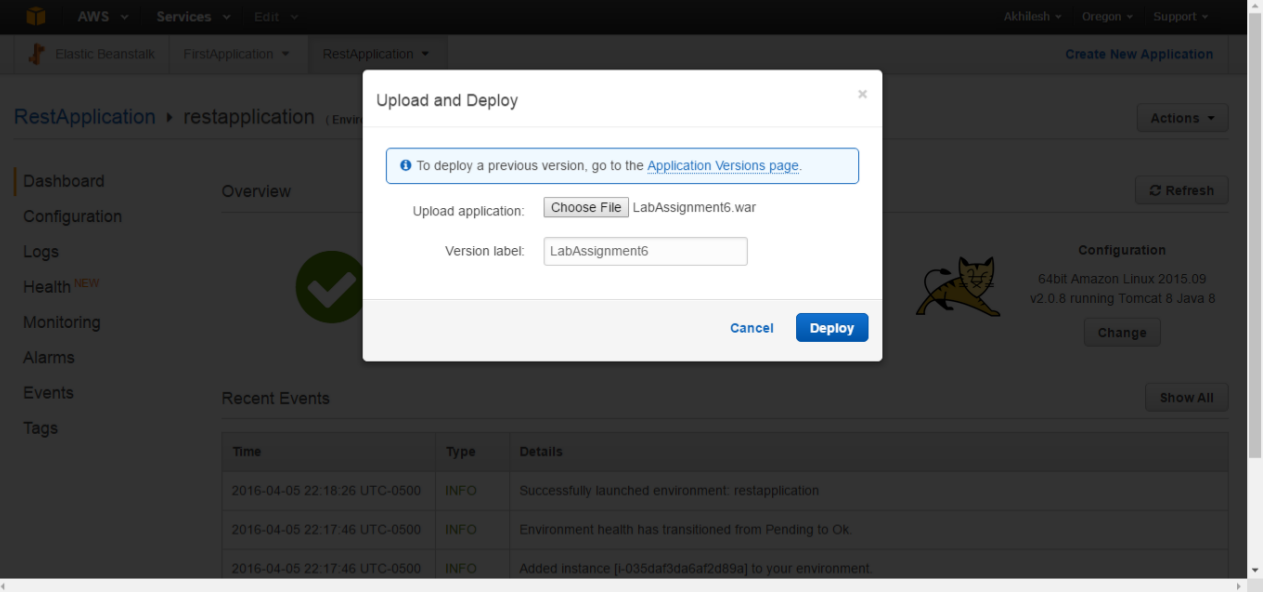 AWS Services Edit Akhilesh Oregon Support
Elastic Beanstalk FirstApplication RestApplication Create New Application
Upload and Deploy ×
RestApplication restapplication Actions
To deploy a previous version, go to the Application Versions page.
Dashboard
Overview Refresh
Upload application: Choose File LabAssignment6.war
Configuration
Version label: LabAssignment6
Logs
Configuration
Health NEW
64bit Amazon Linux 2015.09
v2.0.8 running Tomcat 8 Java 8
Monitoring
Cancel Deploy
Change
Alarms
Events
Recent Events Show All
Tags
Time Type Details
2016-04-05 22:18:26 UTC-0500 INFO Successfully launched environment: restapplication
2016-04-05 22:17:46 UTC-0500 INFO Environment health has transitioned from Pending to Ok.
2016-04-05 22:17:46 UTC-0500 INFO Added instance [i-035daf3da6af2d89a] to your environment.